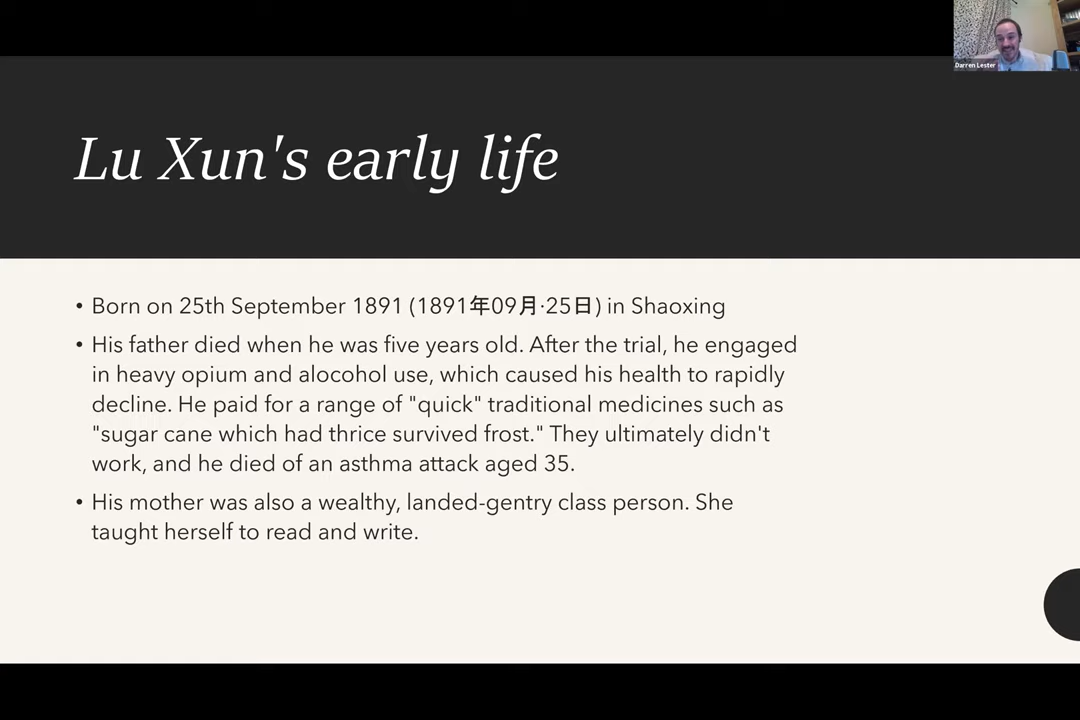 Darren Lester
Lu Xun's early life
• Born on 25th September 1891 (1891年09月·25日) in Shaoxing
• His father died when he was five years old. After the trial, he engaged
in heavy opium and alocohol use, which caused his health to rapidly
decline. He paid for a range of "quick" traditional medicines such as
"sugar cane which had thrice survived frost." They ultimately didn't
work, and he died of an asthma attack aged 35.
• His mother was also a wealthy, landed-gentry class person. She
taught herself to read and write.